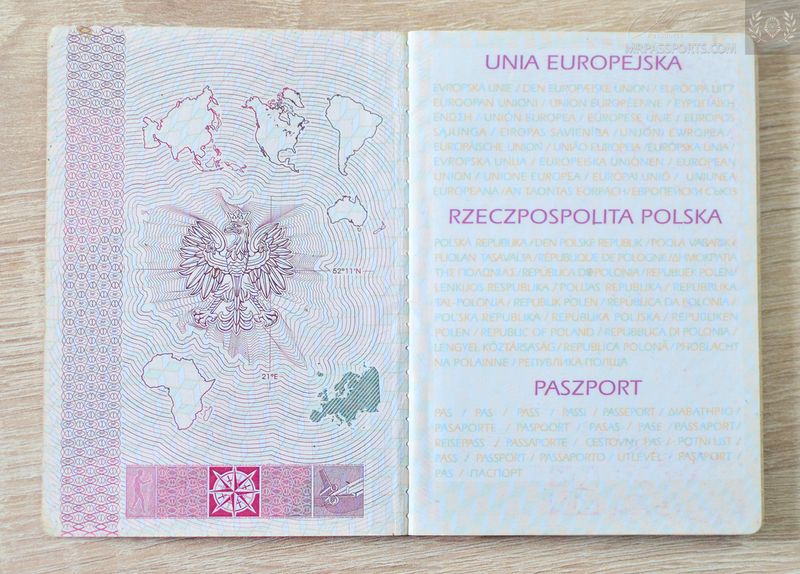 MRPASSPORTS.COM
52°11'N
21°E
UNIA EUROPEJSKA
EVROPSKA UNIE / DEN EUROPÆISKE UNION / EUROOPA LIIT /
EUROOPAN UNIONI / UNION EUROPÉENNE / ΕΥΡΩΠΑΪΚΗ
ΕΝΩΣΗ / UNIÓN EUROPEA / EUROPESE UNIE / EUROPOS
SĄJUNGA / EIROPAS SAVIENĪBA / UNJONI EWROPEA /
EUROPÄISCHE UNION / UNIÃO EUROPEIA / EURÓPSKA ÚNIA /
EVROPSKA UNIJA / EUROPEISKA UNIONEN / EUROPEAN
UNION / UNIONE EUROPEA / EURÓPAI UNIÓ / UNIUNEA
EUROPEANĂ / AN TAONTAS EORPACH / ЕВРОПЕЙСКИ СЪЮЗ
RZECZPOSPOLITA POLSKA
POLSKÁ REPUBLIKA / DEN POLSKE REPUBLIK / POOLA VABARIIK /
PUOLAN TASAVALTA / RÉPUBLIQUE DE POLOGNE / ΔΗΜΟΚΡΑΤΙΑ
ΤΗΣ ΠΟΛΩΝΙΑΣ / REPÚBLICA DE POLONIA / REPUBLIEK POLEN /
LENKIJOS RESPUBLIKA / POLIJAS REPUBLIKA / REPUBBLIKA
TAL-POLONJA / REPUBLIK POLEN / REPÚBLICA DA POLÓNIA /
POĽSKÁ REPUBLIKA / REPUBLIKA POLJSKA / REPUBLIKEN
POLEN / REPUBLIC OF POLAND / REPUBBLICA DI POLONIA /
LENGYEL KÖZTÁRSASÁG / REPUBLICA POLONĂ / PHOBLACHT
NA POLAINNE / РЕПУБЛИКА ПОЛША
PASZPORT
PAS / PAS / PASS / PASSI / PASSEPORT / ΔΙΑΒΑΤΗΡΙΟ /
PASAPORTE / PASPOORT / PASAS / PASE / PASSAPORT /
REISEPASS / PASSAPORTE / CESTOVNÝ PAS / POTNI LIST /
PASS / PASSPORT / PASSAPORTO / ÚTLEVÉL / PAŞAPORT /
PAS / ПАСПОРТ